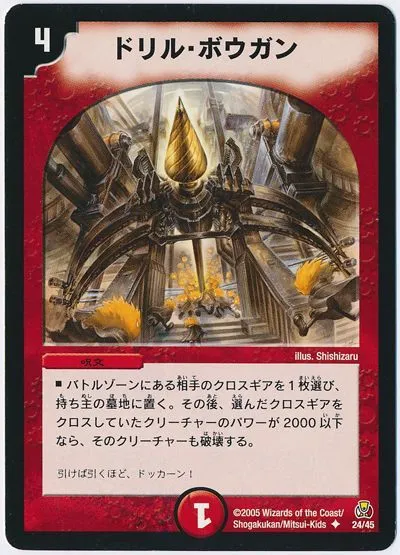 4
ドリル・ボウガン
illus. Shishizaru
呪文
■ バトルゾーンにある相手のクロスギアを1枚選び、
持ち主の墓地に置く。その後、選んだクロスギアを
クロスしていたクリーチャーのパワーが 2000 以下
なら、そのクリーチャーも破壊する。
引けば引くほど、ドッカーン!
1
©2005 Wizards of the Coast/
Shogakukan/Mitsui-Kids ♦ 24/45